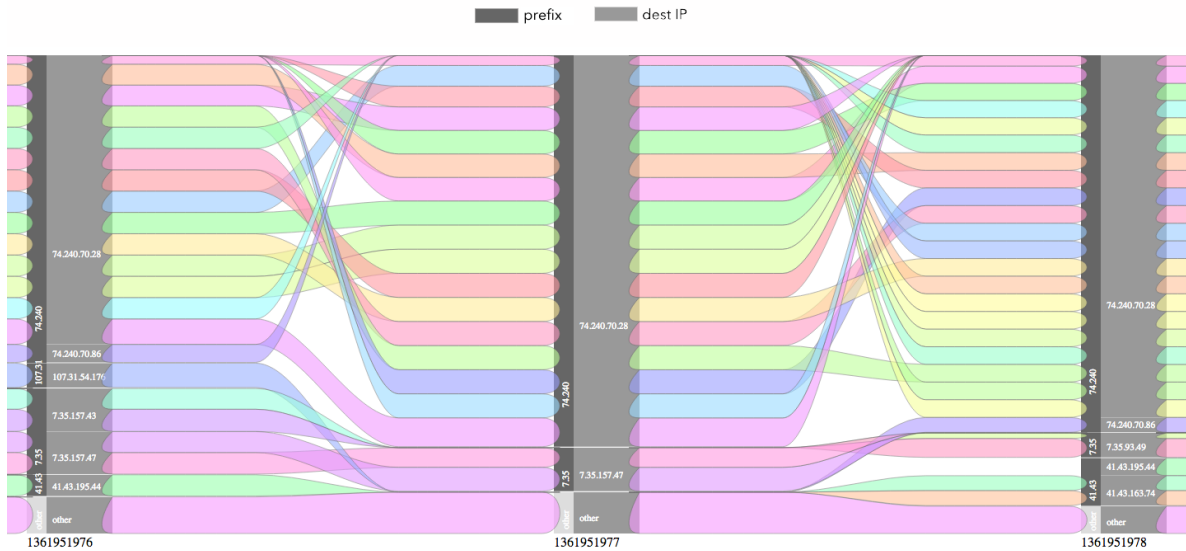 prefix dest IP
74.240.70.28
74.240
74.240.70.86
107.31
107.31.54.176
7.35.157.43
7.35
7.35.157.47
41.43
41.43.195.44
other
other
74.240.70.28
74.240
7.35.157.47
7.35
other
other
74.240.70.28
74.240
74.240.70.86
7.35
7.35.93.49
41.43.195.44
41.43
41.43.163.74
other
other
1361951976 1361951977 1361951978